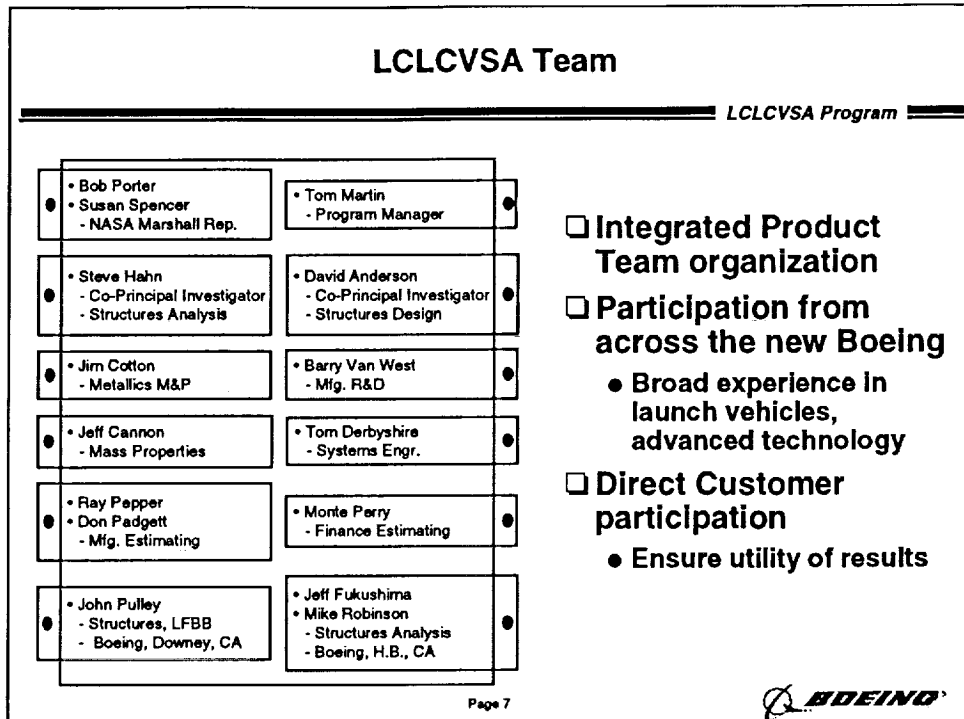 LCLCVSA Team
LCLCVSA Program
• Bob Porter
• Susan Spencer
- NASA Marshall Rep.
• Tom Martin
- Program Manager
• Steve Hahn
- Co-Principal Investigator
- Structures Analysis
• David Anderson
- Co-Principal Investigator
- Structures Design
• Jim Cotton
- Metallics M&P
• Barry Van West
- Mfg. R&D
• Jeff Cannon
- Mass Properties
• Tom Derbyshire
- Systems Engr.
• Ray Pepper
• Don Padgett
- Mfg. Estimating
• Monte Perry
- Finance Estimating
• John Pulley
- Structures, LFBB
- Boeing, Downey, CA
• Jeff Fukushima
• Mike Robinson
- Structures Analysis
- Boeing, H.B., CA
❑ Integrated Product
Team organization
❑ Participation from
across the new Boeing
● Broad experience in
launch vehicles,
advanced technology
❑ Direct Customer
participation
● Ensure utility of results
Page 7
BOEING